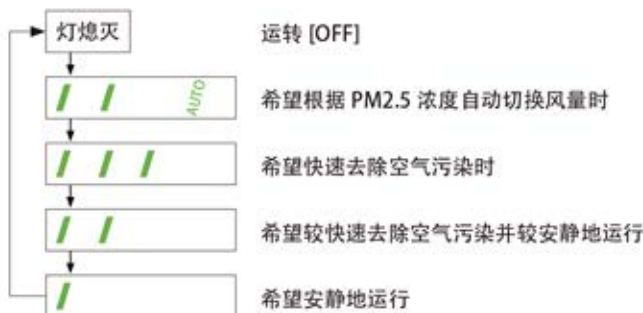 灯熄灭
运转 [OFF]
AUTO
希望根据 PM2.5 浓度自动切换风量时
希望快速去除空气污染时
希望较快速去除空气污染并较安静地运行
希望安静地运行